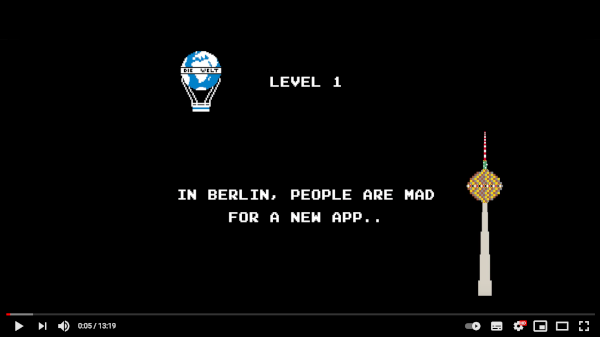 DIE WELT
LEVEL 1
IN BERLIN, PEOPLE ARE MAD
FOR A NEW APP..
0:05 / 13:19